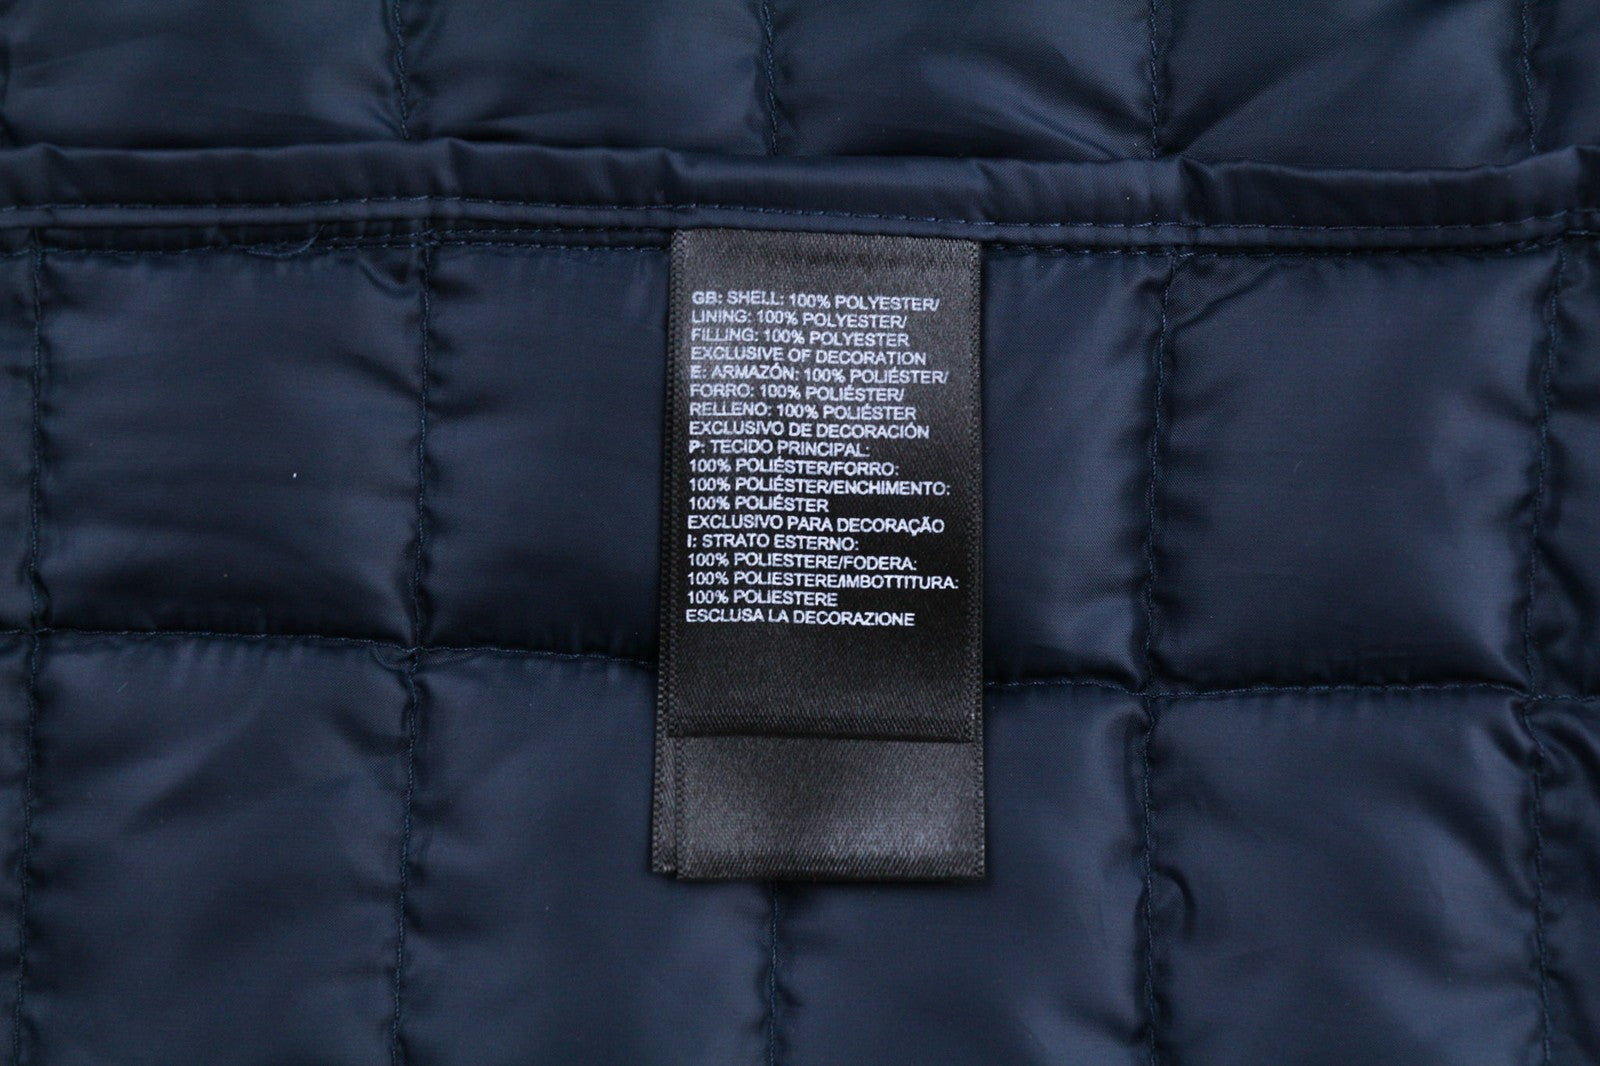 GB: SHELL: 100% POLYESTER/
LINING: 100% POLYESTER/
FILLING: 100% POLYESTER
EXCLUSIVE OF DECORATION
E: ARMAZÓN: 100% POLIÉSTER/
FORRO: 100% POLIÉSTER/
RELLENO: 100% POLIÉSTER
EXCLUSIVO DE DECORACIÓN
P: TECIDO PRINCIPAL:
100% POLIÉSTER/FORRO:
100% POLIÉSTER/ENCHIMENTO:
100% POLIÉSTER
EXCLUSIVO PARA DECORAÇÃO
I: STRATO ESTERNO:
100% POLIESTERE/FODERA:
100% POLIESTERE/IMBOTTITURA:
100% POLIESTERE
ESCLUSA LA DECORAZIONE